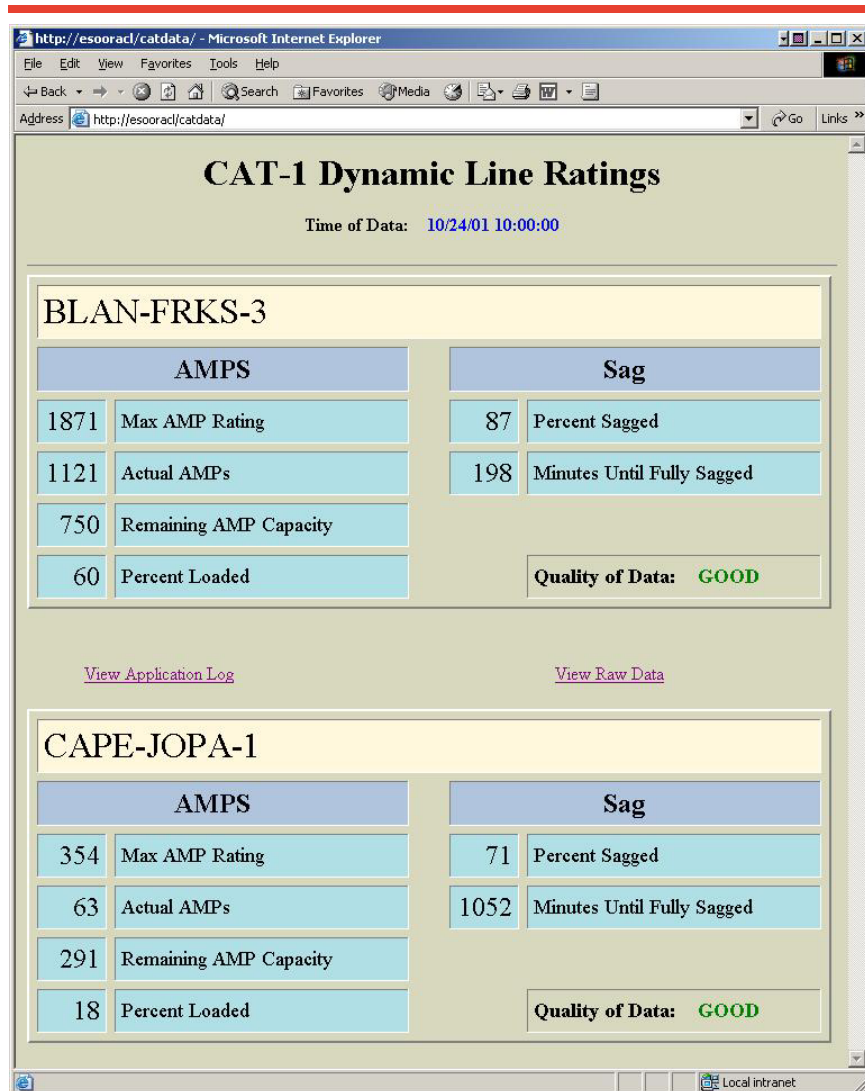 http://esooracl/catdata/ - Microsoft Internet Explorer
File Edit View Favorites Tools Help
Back Search Favorites Media
Address http://esooracl/catdata/ Go Links »
CAT-1 Dynamic Line Ratings
Time of Data: 10/24/01 10:00:00
BLAN-FRKS-3
AMPS Sag
1871 Max AMP Rating 87 Percent Sagged
1121 Actual AMPs 198 Minutes Until Fully Sagged
750 Remaining AMP Capacity
60 Percent Loaded Quality of Data: GOOD
View Application Log View Raw Data
CAPE-JOPA-1
AMPS Sag
354 Max AMP Rating 71 Percent Sagged
63 Actual AMPs 1052 Minutes Until Fully Sagged
291 Remaining AMP Capacity
18 Percent Loaded Quality of Data: GOOD
Local intranet